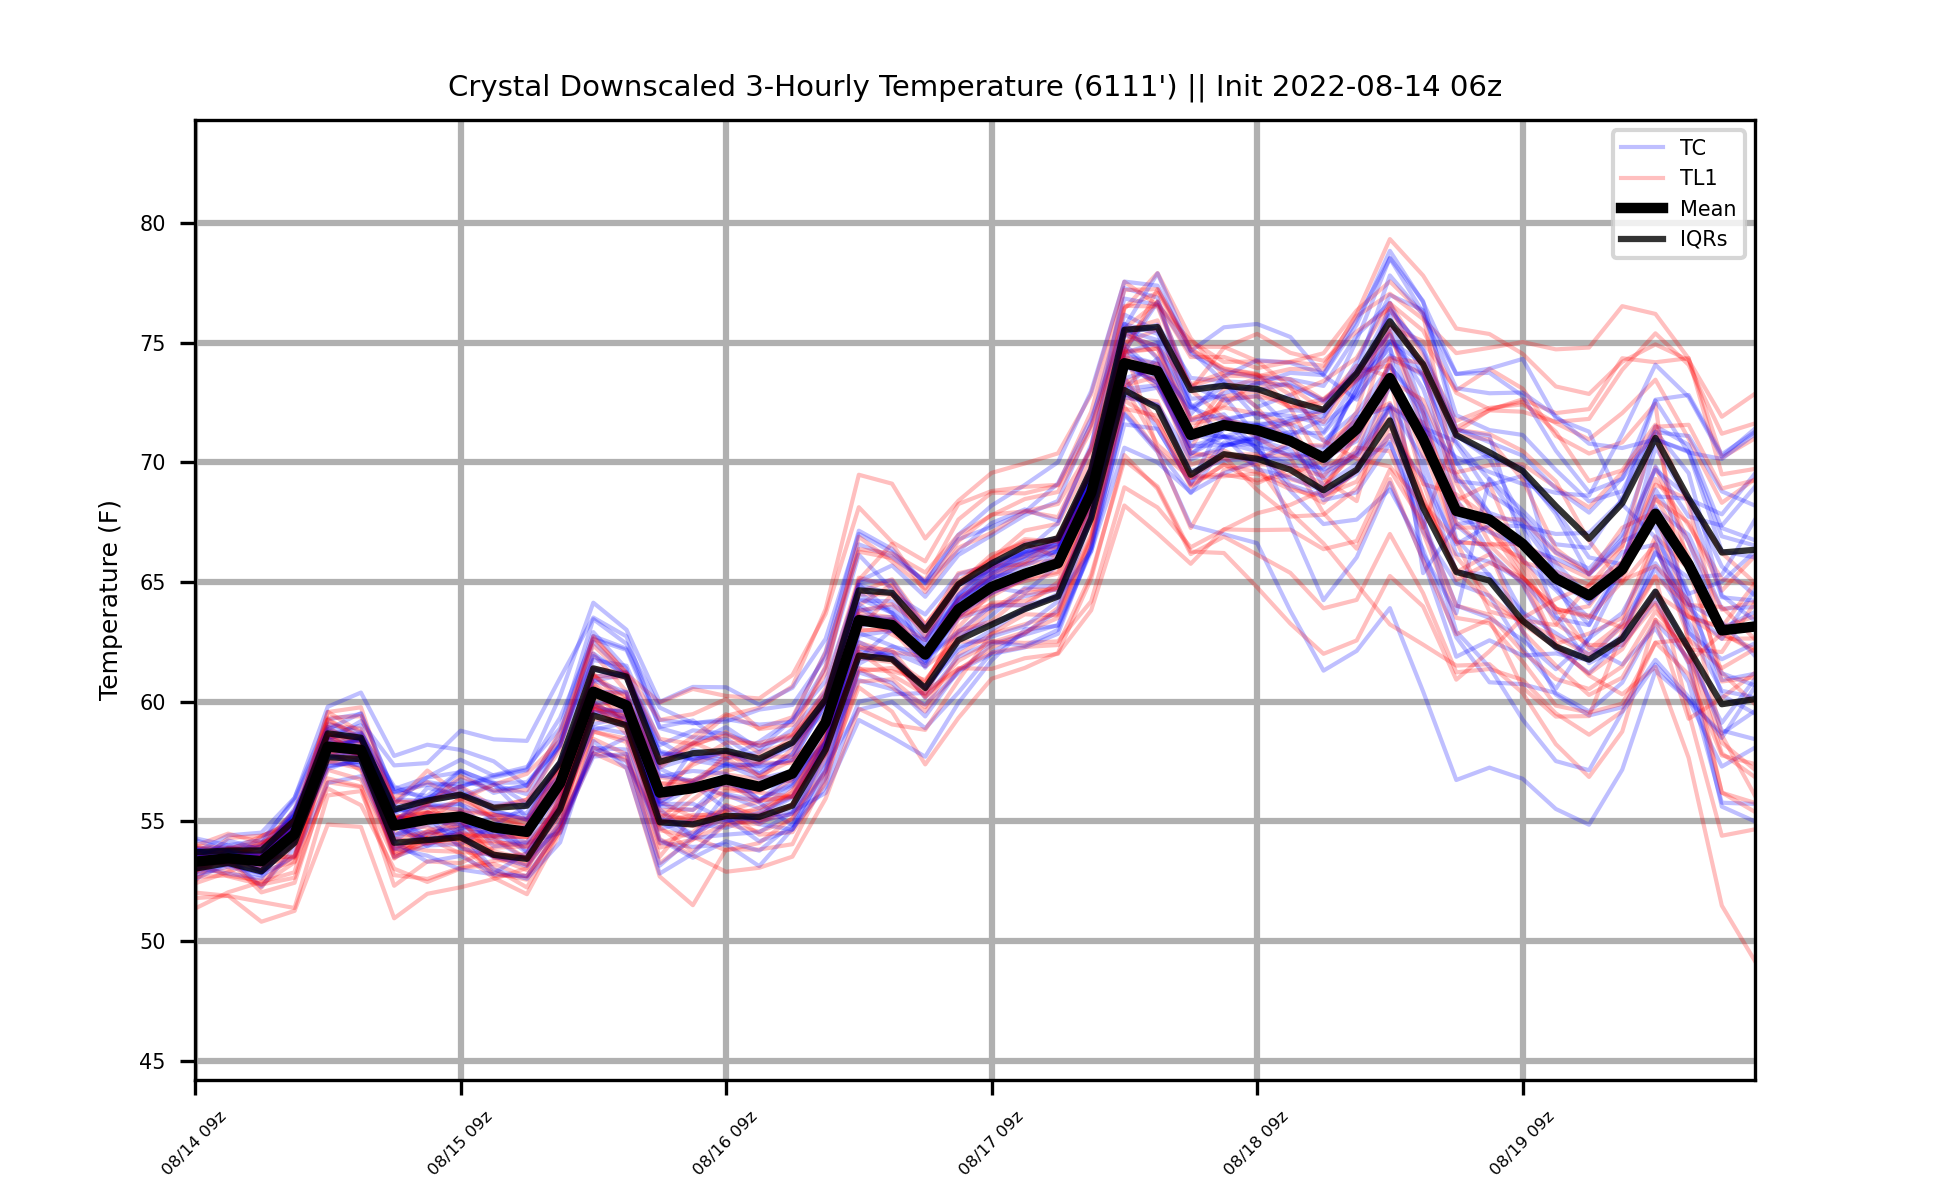 Crystal Downscaled 3-Hourly Temperature (6111') || Init 2022-08-14 06z
TC
TL1
Mean
IQRs
Temperature (F)
80
75
70
65
60
55
50
45
08/14 09z
08/15 09z
08/16 09z
08/17 09z
08/18 09z
08/19 09z